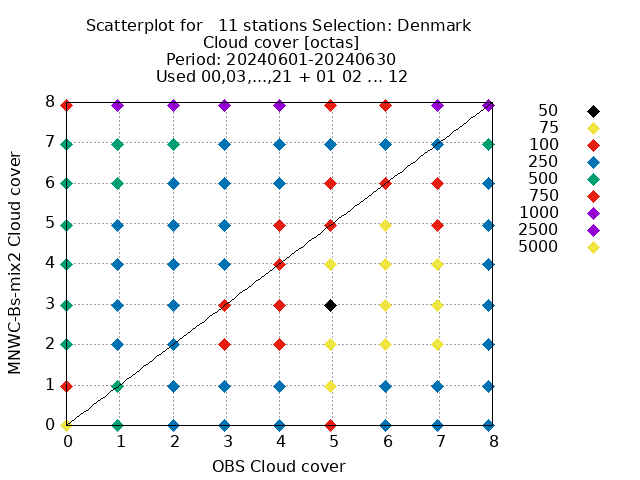 Scatterplot for   11 stations Selection: Denmark
Cloud cover [octas]
Period: 20240601-20240630
Used 00,03,...,21 + 01 02 ... 12
MNWC-Bs-mix2 Cloud cover
8
7
6
5
4
3
2
1
0
0 1 2 3 4 5 6 7 8
OBS Cloud cover
50
75
100
250
500
750
1000
2500
5000